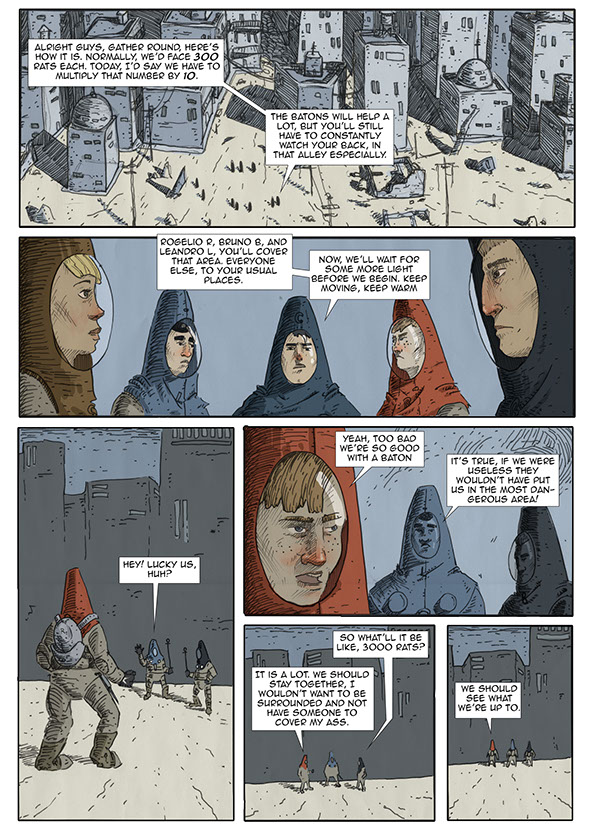 ALRIGHT GUYS, GATHER ROUND, HERE'S
HOW IT IS. NORMALLY, WE'D FACE 300
RATS EACH. TODAY, I'D SAY WE HAVE TO
MULTIPLY THAT NUMBER BY 10.
THE BATONS WILL HELP A
LOT, BUT YOU'LL STILL
HAVE TO CONSTANTLY
WATCH YOUR BACK, IN
THAT ALLEY ESPECIALLY.
ROGELIO R, BRUNO B, AND
LEANDRO L, YOU'LL COVER
THAT AREA. EVERYONE
ELSE, TO YOUR USUAL
PLACES.
NOW, WE'LL WAIT FOR
SOME MORE LIGHT
BEFORE WE BEGIN. KEEP
MOVING, KEEP WARM
C
HEY! LUCKY US,
HUH?
YEAH, TOO BAD
WE'RE SO GOOD
WITH A BATON
IT'S TRUE, IF WE WERE
USELESS THEY
WOULDN'T HAVE PUT
US IN THE MOST DAN-
GEROUS AREA!
SO WHAT'LL IT BE
LIKE, 3000 RATS?
IT IS A LOT. WE SHOULD
STAY TOGETHER, I
WOULDN'T WANT TO BE
SURROUNDED AND NOT
HAVE SOMEONE TO
COVER MY ASS.
WE SHOULD
SEE WHAT
WE'RE UP TO.